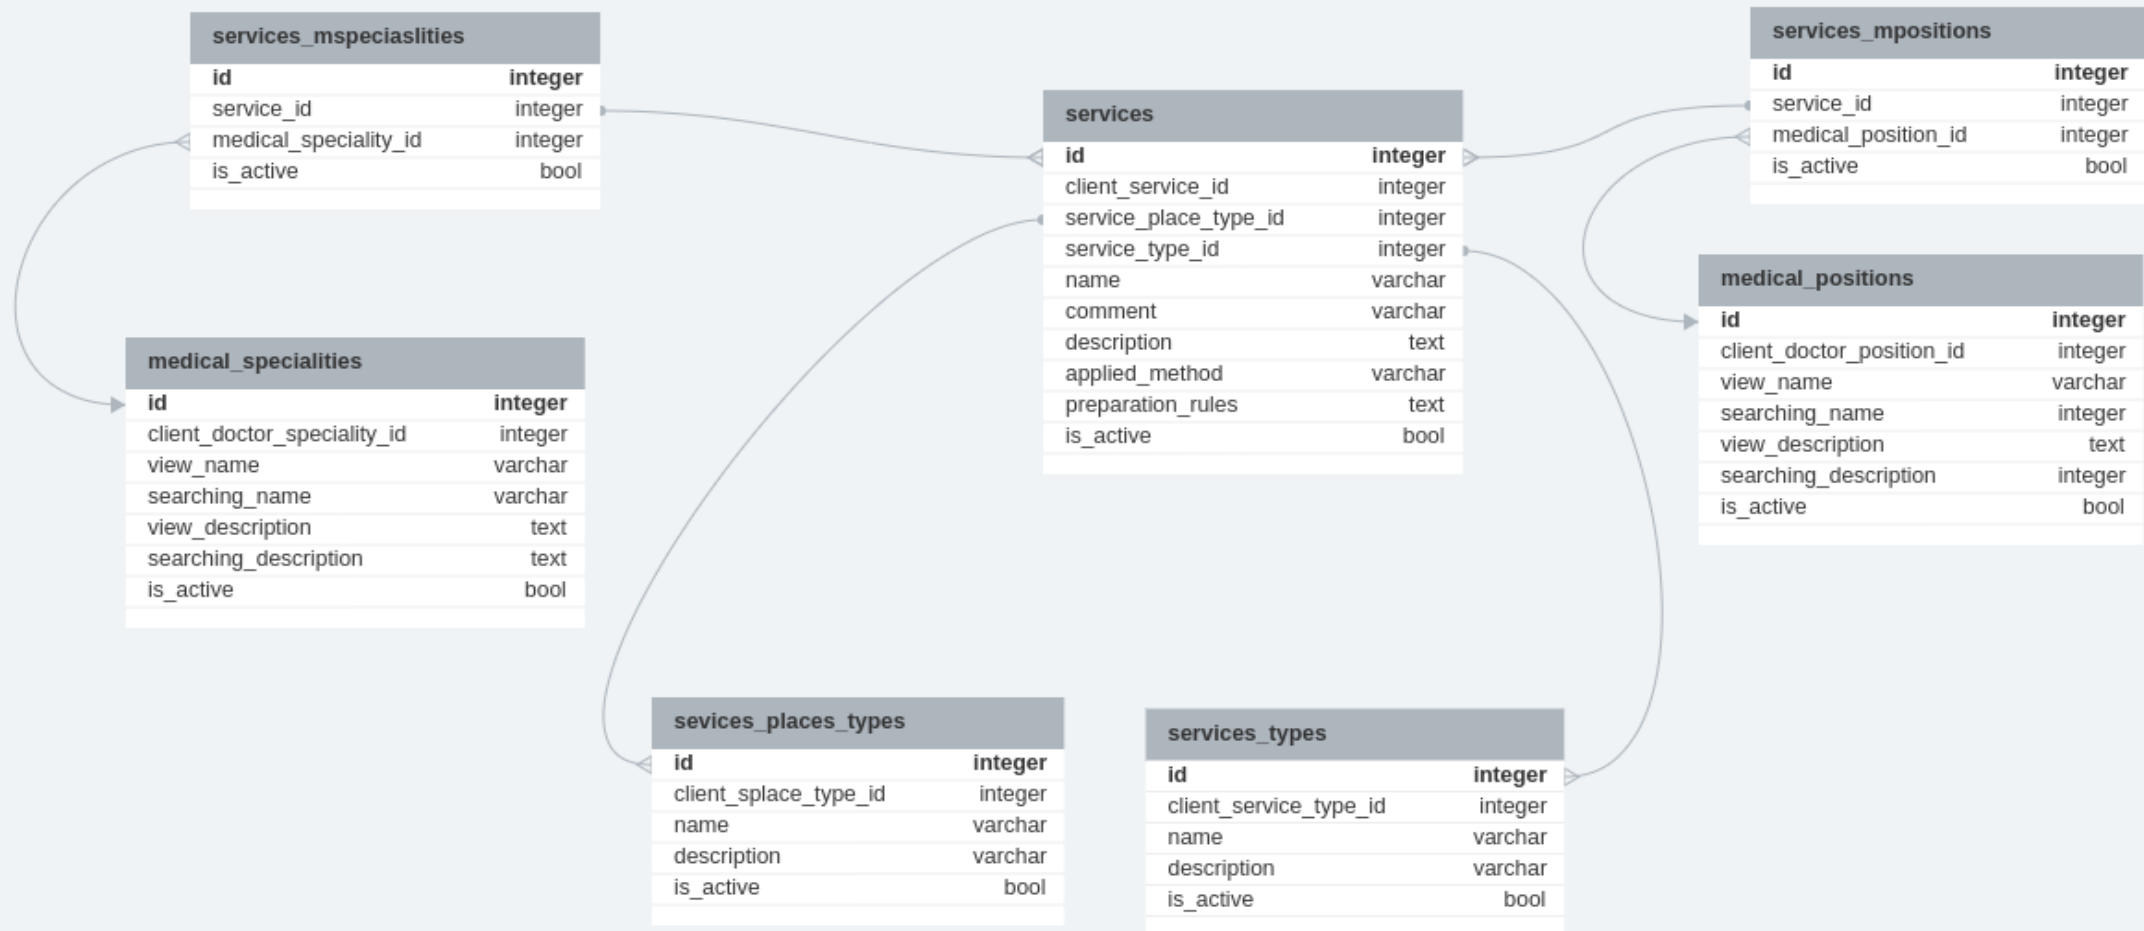 services_mspeciaslities
id integer
service_id integer
medical_speciality_id integer
is_active bool
medical_specialities
id integer
client_doctor_speciality_id integer
view_name varchar
searching_name varchar
view_description text
searching_description text
is_active bool
services
id integer
client_service_id integer
service_place_type_id integer
service_type_id integer
name varchar
comment varchar
description text
applied_method varchar
preparation_rules text
is_active bool
services_mpositions
id integer
service_id integer
medical_position_id integer
is_active bool
medical_positions
id integer
client_doctor_position_id integer
view_name varchar
searching_name integer
view_description text
searching_description integer
is_active bool
sevices_places_types
id integer
client_splace_type_id integer
name varchar
description varchar
is_active bool
services_types
id integer
client_service_type_id integer
name varchar
description varchar
is_active bool